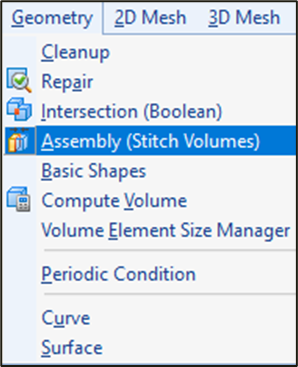 Geometry 2D Mesh 3D Mesh
Cleanup
Repair
Intersection (Boolean)
Assembly (Stitch Volumes)
Basic Shapes
Compute Volume
Volume Element Size Manager
Periodic Condition
Curve
Surface